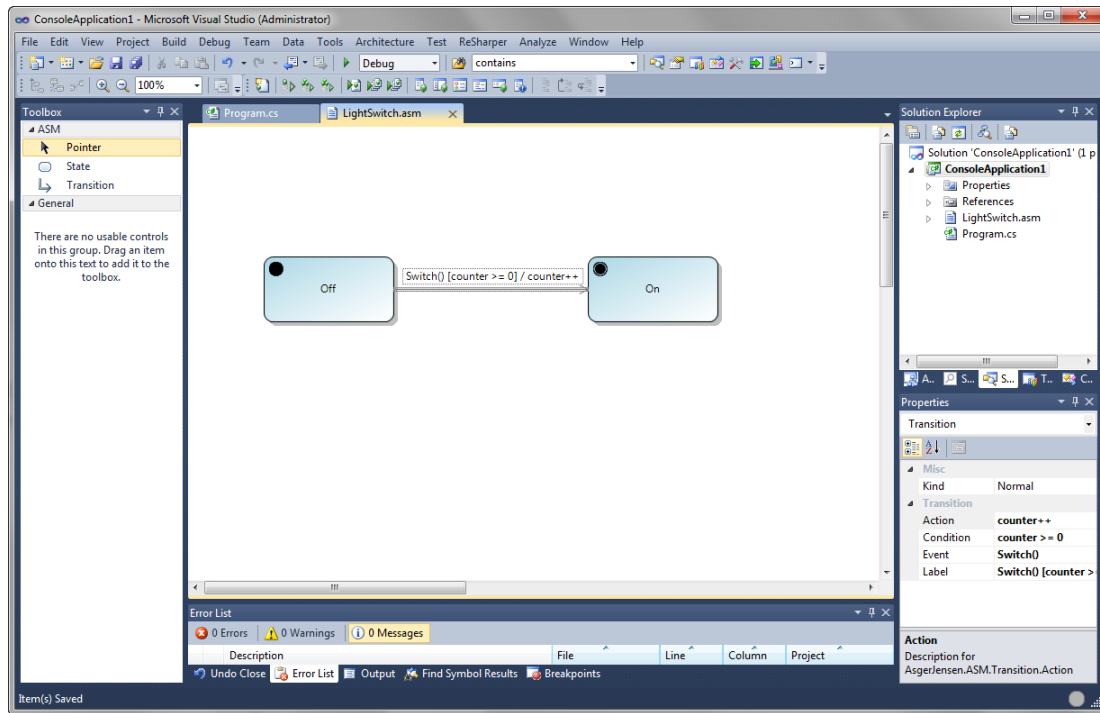 ConsoleApplication1 - Microsoft Visual Studio (Administrator)
File Edit View Project Build Debug Team Data Tools Architecture Test ReSharper Analyze Window Help
Debug contains
100%
Toolbox
ASM
Pointer
State
Transition
General
There are no usable controls
in this group. Drag an item
onto this text to add it to the
toolbox.
Program.cs LightSwitch.asm
Off
Switch() [counter >= 0] / counter++
On
Error List
0 Errors 0 Warnings 0 Messages
Description File Line Column Project
Undo Close Error List Output Find Symbol Results Breakpoints
Solution Explorer
Solution 'ConsoleApplication1' (1 p
ConsoleApplication1
Properties
References
LightSwitch.asm
Program.cs
A.. S... S... T.. C..
Properties
Transition
Misc
Kind Normal
Transition
Action counter++
Condition counter >= 0
Event Switch()
Label Switch() [counter >
Action
Description for
AsgerJensen.ASM.Transition.Action
Item(s) Saved